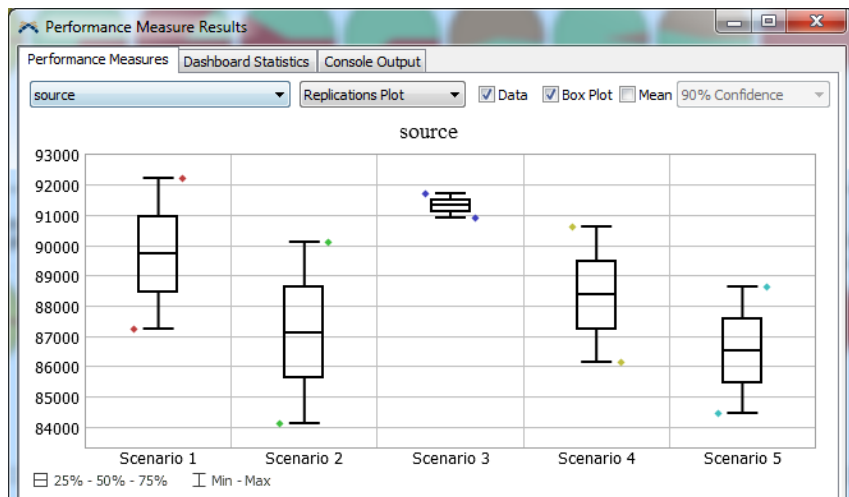 Performance Measure Results
Performance Measures Dashboard Statistics Console Output
source Replications Plot Data Box Plot Mean 90% Confidence
source
93000
92000
91000
90000
89000
88000
87000
86000
85000
84000
Scenario 1 Scenario 2 Scenario 3 Scenario 4 Scenario 5
25% - 50% - 75% Min - Max